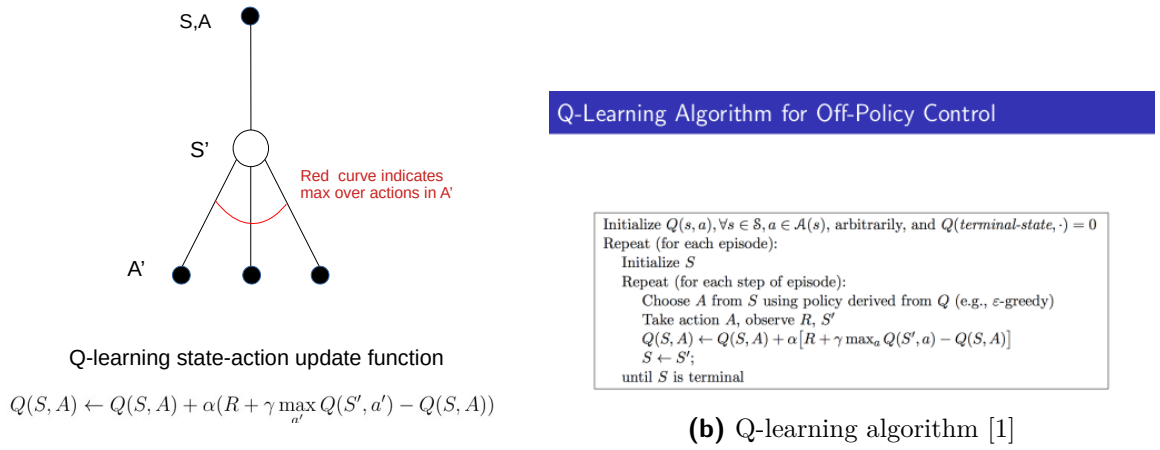 S,A
S’
Red curve indicates
max over actions in A’
A’
Q-learning state-action update function
Q(S, A) ← Q(S, A) + α(R + γ max_{a′} Q(S′, a′) − Q(S, A))
Q-Learning Algorithm for Off-Policy Control
Initialize Q(s, a), ∀s ∈ 𝒮, a ∈ 𝒜(s), arbitrarily, and Q(terminal-state, ·) = 0
Repeat (for each episode):
Initialize S
Repeat (for each step of episode):
Choose A from S using policy derived from Q (e.g., ε-greedy)
Take action A, observe R, S′
Q(S, A) ← Q(S, A) + α[R + γ max_a Q(S′, a) − Q(S, A)]
S ← S′;
until S is terminal
(b) Q-learning algorithm [1]